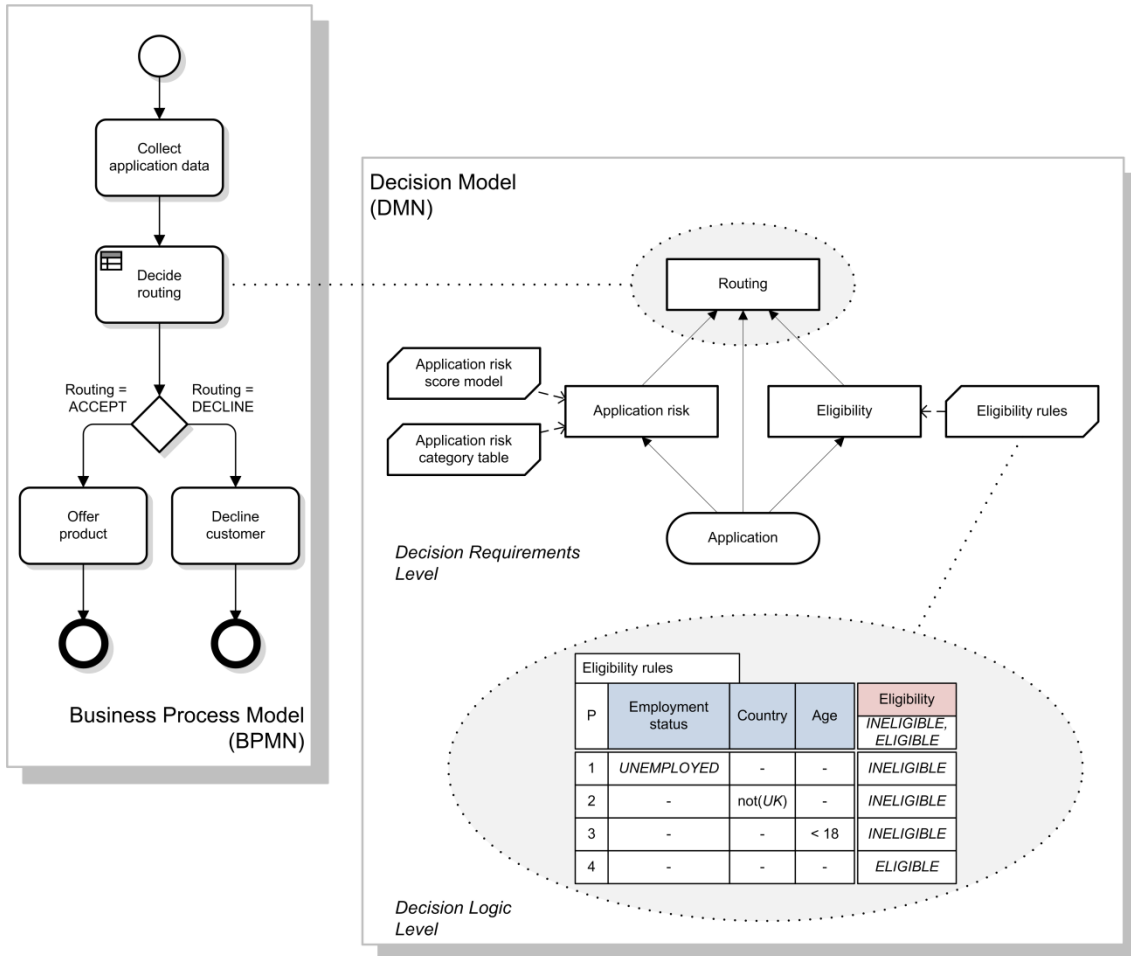 Collect
application data
Decide
routing
Routing =
ACCEPT
Routing =
DECLINE
Offer
product
Decline
customer
Business Process Model
(BPMN)
Decision Model
(DMN)
Routing
Application risk
score model
Application risk
Eligibility
Eligibility rules
Application risk
category table
Application
Decision Requirements
Level
Eligibility rules
P
Employment
status
Country
Age
Eligibility
INELIGIBLE,
ELIGIBLE
1 UNEMPLOYED - - INELIGIBLE
2 - not(UK) - INELIGIBLE
3 - - < 18 INELIGIBLE
4 - - - ELIGIBLE
Decision Logic
Level